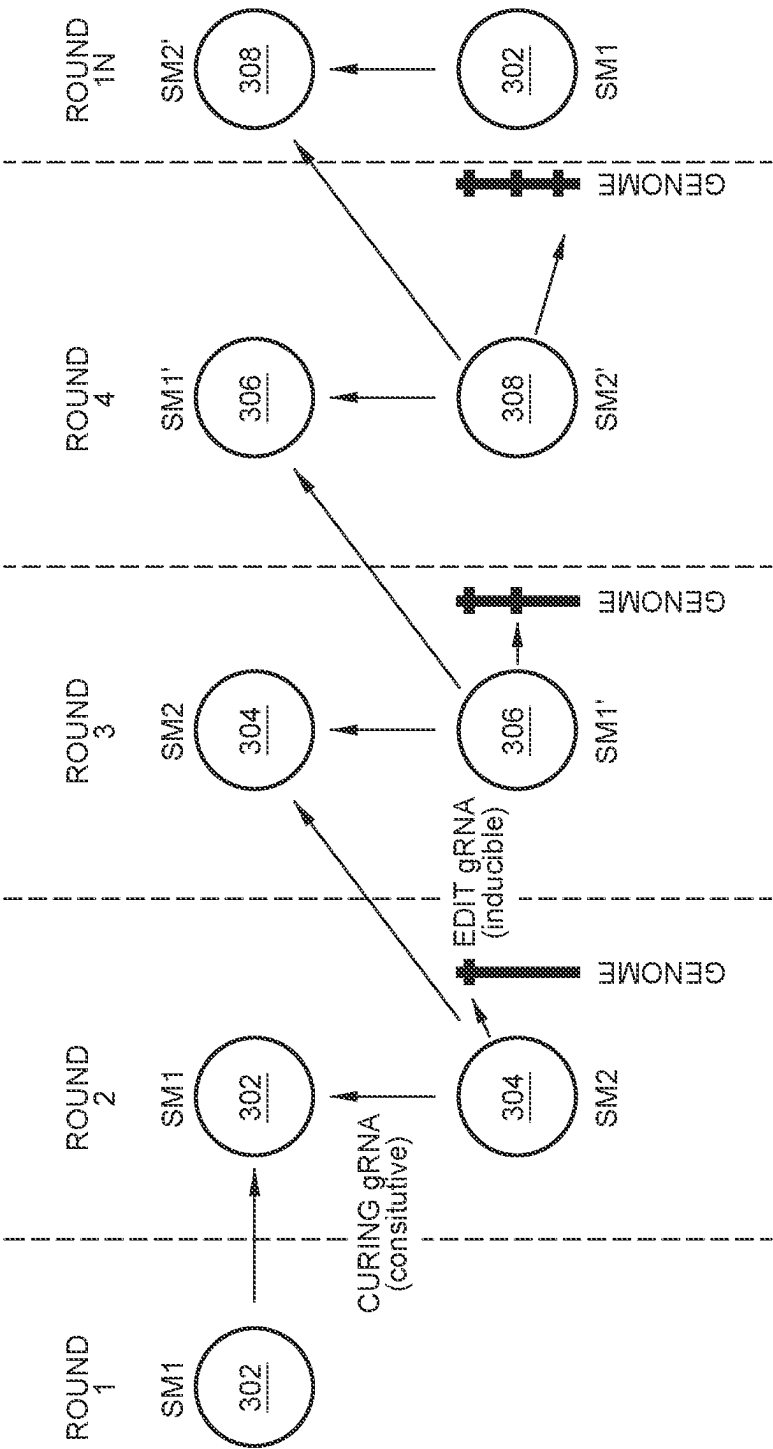 ROUND
1
SM1
302
ROUND
2
SM1
302
CURING gRNA
(consitutive)
304
SM2
GENOME
ROUND
3
SM2
304
EDIT gRNA
(inducible)
306
SM1'
GENOME
ROUND
4
SM1'
306
308
SM2'
GENOME
ROUND
1N
SM2'
308
302
SM1